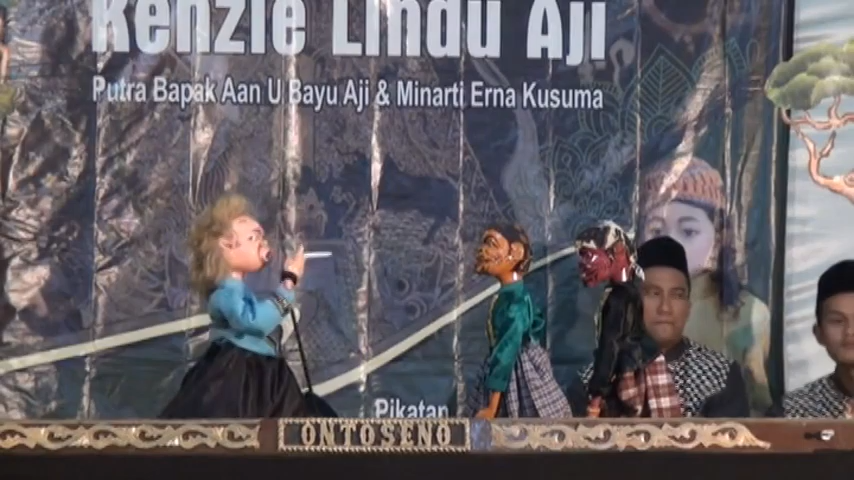 Kenzie Lindu Aji
Putra Bapak Aan U Bayu Aji & Minarti Erna Kusuma
Pikatan
ONTOSENO